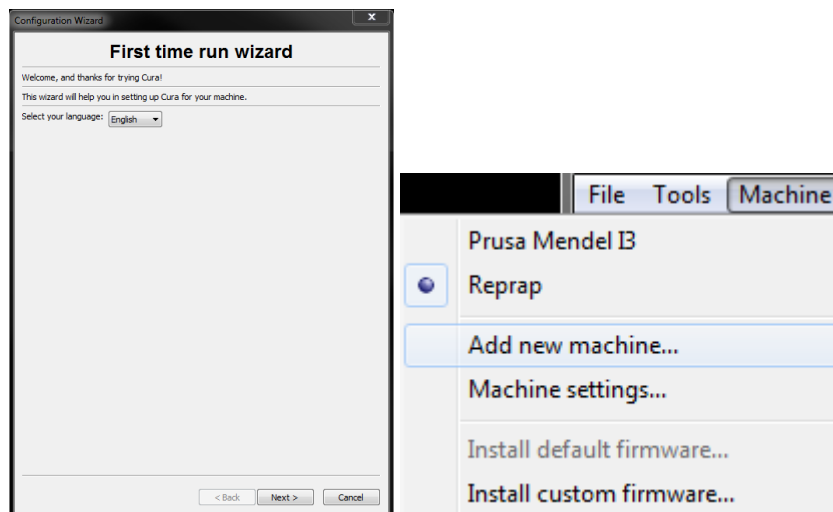 Configuration Wizard
x
First time run wizard
Welcome, and thanks for trying Cura!
This wizard will help you in setting up Cura for your machine.
Select your language: English
< Back Next > Cancel
File Tools Machine
Prusa Mendel I3
Reprap
Add new machine...
Machine settings...
Install default firmware...
Install custom firmware...